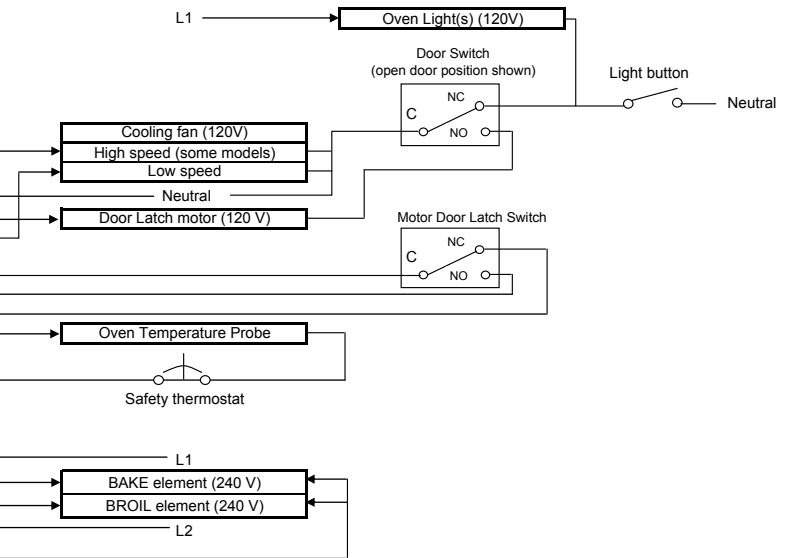 L1
Oven Light(s) (120V)
Door Switch
(open door position shown)
Light button
NC
C
NO
Neutral
Cooling fan (120V)
High speed (some models)
Low speed
Neutral
Door Latch motor (120 V)
Motor Door Latch Switch
NC
C
NO
Oven Temperature Probe
Safety thermostat
L1
BAKE element (240 V)
BROIL element (240 V)
L2